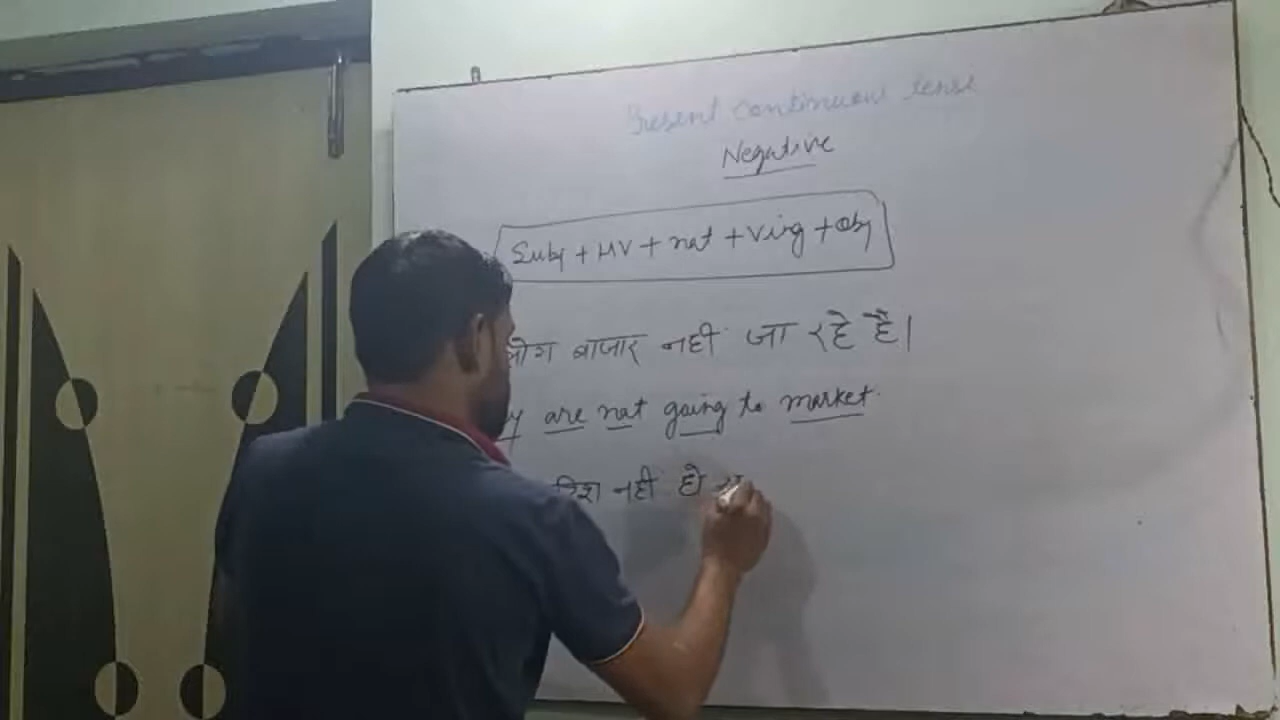 Present continuous tense
Negative
Subj + HV + not + Ving + Obj
लोग बाजार नहीं जा रहे हैं।
are not going to market.
नहीं हो